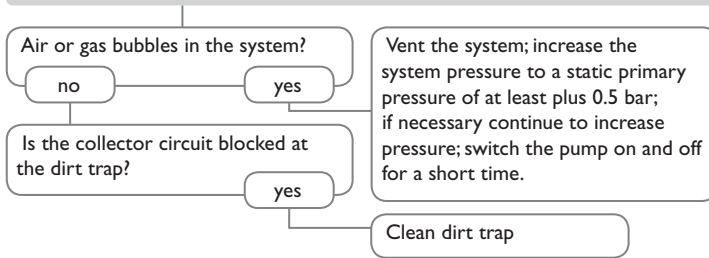 Air or gas bubbles in the system?
no
yes
Vent the system; increase the
system pressure to a static primary
pressure of at least plus 0.5 bar;
if necessary continue to increase
pressure; switch the pump on and off
for a short time.
Is the collector circuit blocked at
the dirt trap?
yes
Clean dirt trap